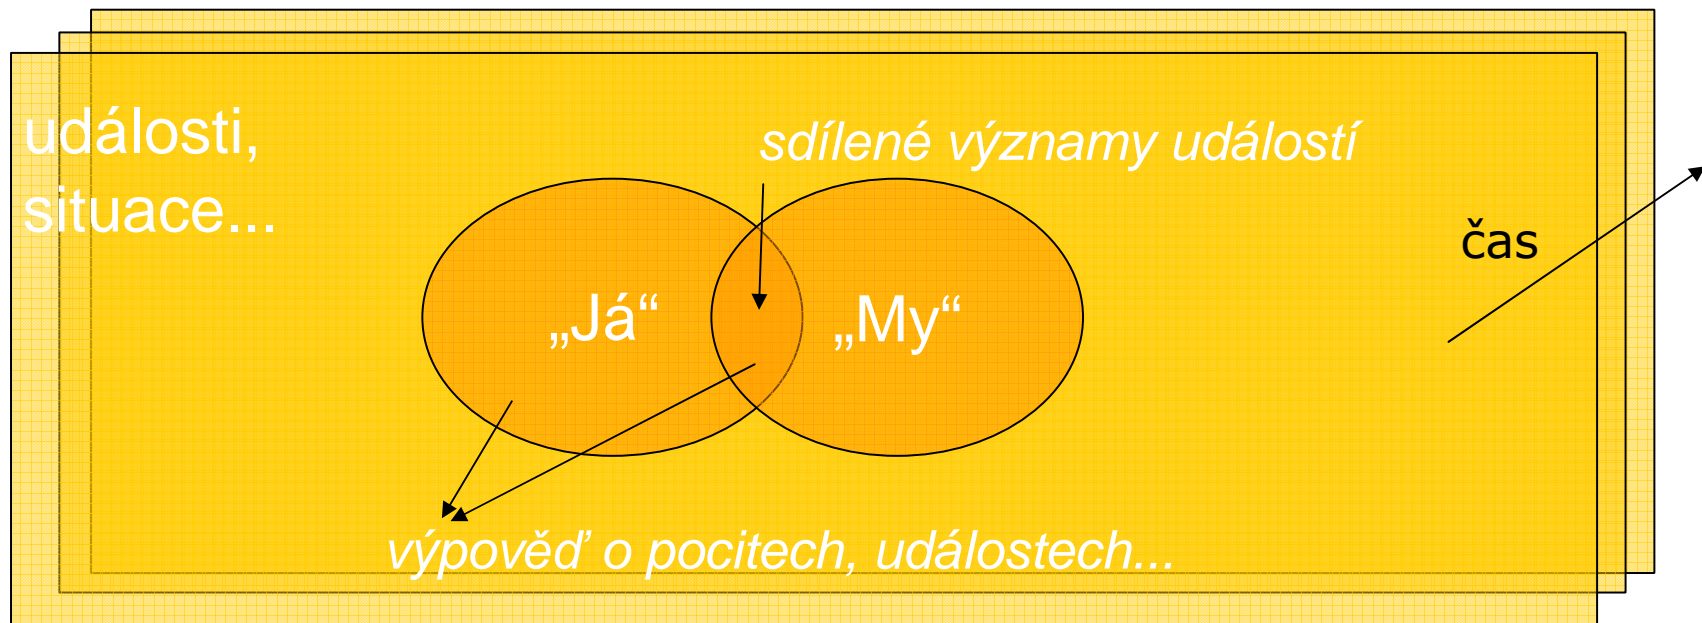 události,
situace...
sdílené významy událostí
čas
„Já“
„My“
výpověď o pocitech, událostech...